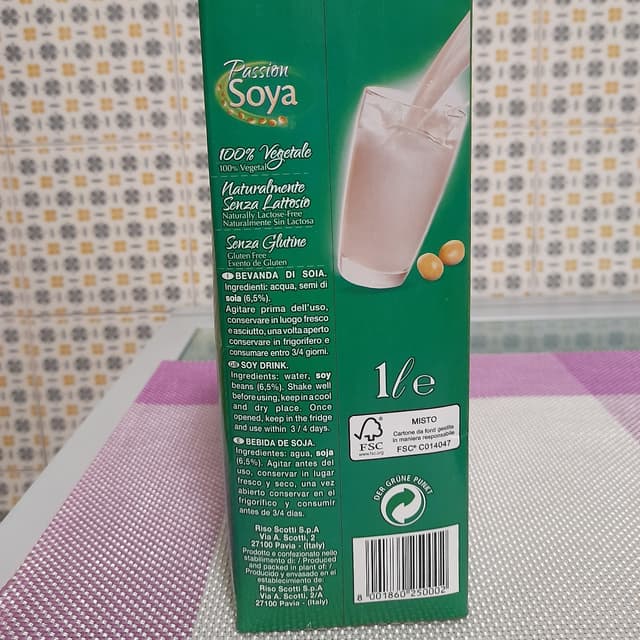 Passion
Soya
100% Vegetale
100% Vegetal
Naturalmente
Senza Lattosio
Naturally Lactose-Free
Naturalmente Sin Lactosa
Senza Glutine
Gluten Free
Exento de Gluten
BEVANDA DI SOIA.
Ingredienti: acqua, semi di
soia (6,5%).
Agitare prima dell'uso,
conservare in luogo fresco
e asciutto, una volta aperto
conservare in frigorifero e
consumare entro 3/4 giorni.
GB SOY DRINK.
Ingredients: water, soy
beans (6,5%). Shake well
before using, keep in a cool
and dry place. Once
opened, keep in the fridge
and use within 3 / 4 days.
E BEBIDA DE SOJA.
Ingredientes: agua, soja
(6,5%). Agitar antes del
uso, conservar in lugar
fresco y seco, una vez
abierto conservar en el
frigorífico y consumir
antes de 3/4 días.
Riso Scotti S.p.A
Via A. Scotti, 2
27100 Pavia - (Italy)
Prodotto e confezionato nello
stabilimento di: / Produced
and packed in plant of: /
Producido y envasado en el
establecimiento de:
Riso Scotti S.p.A
Via A. Scotti, 2/A
27100 Pavia - (Italy)
1 l e
FSC
www.fsc.org
MISTO
Cartone da fonti gestite
in maniera responsabile
FSC® C014047
DER GRÜNE PUNKT
8 001860 250002